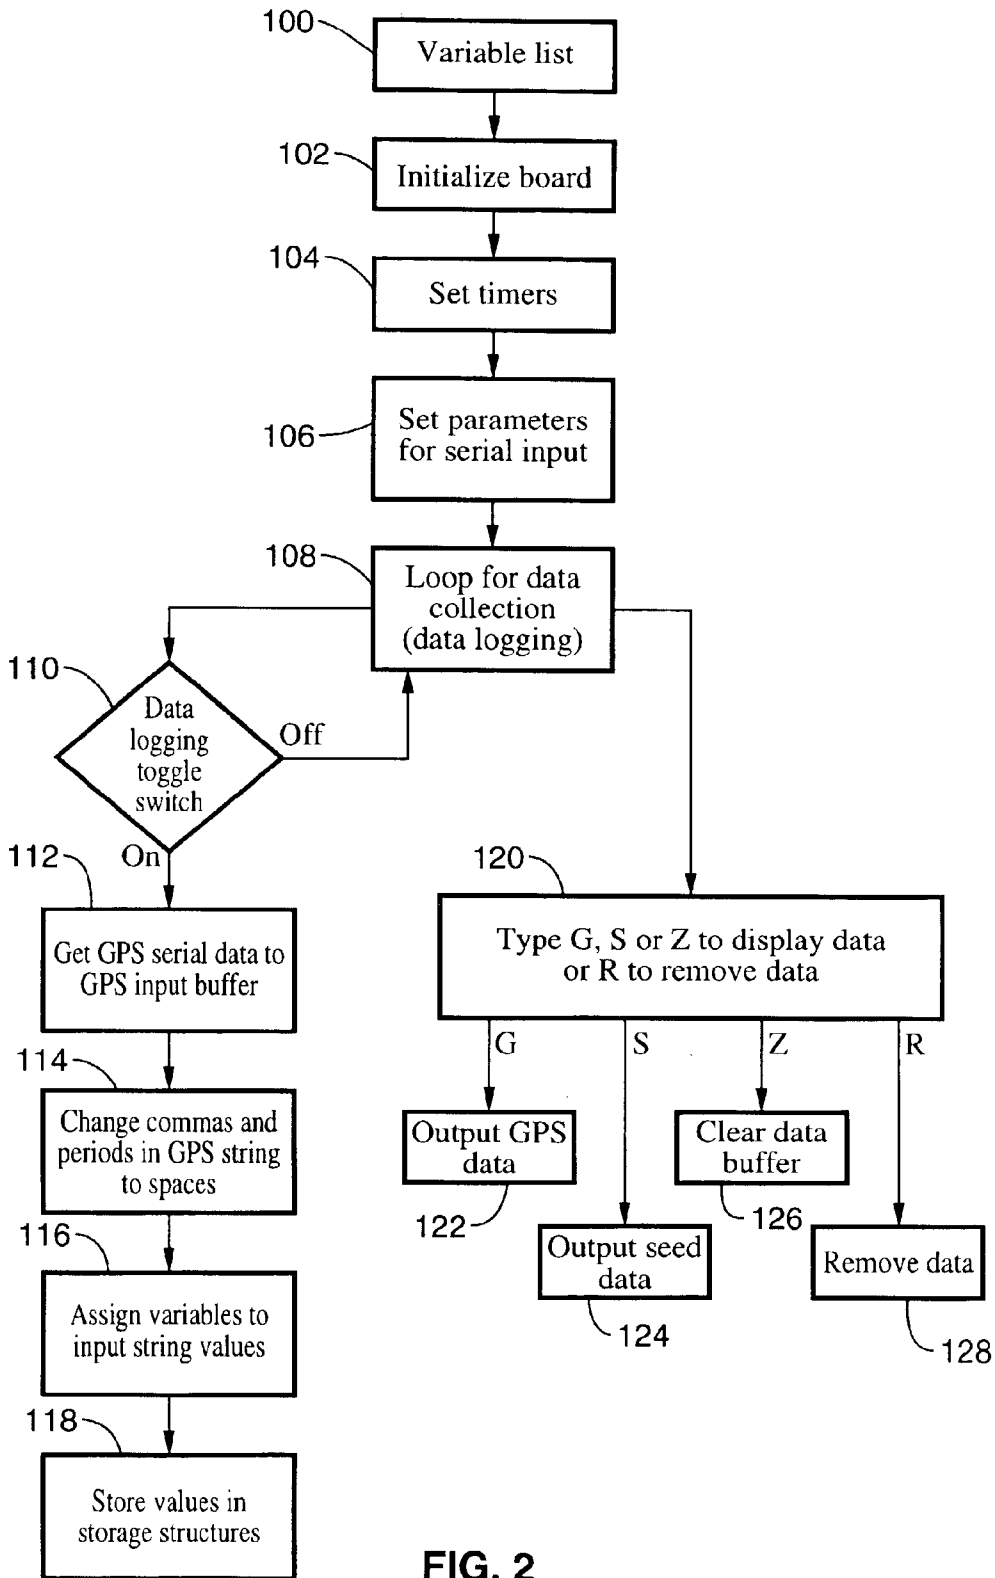 100
Variable list
102
Initialize board
104
Set timers
106
Set parameters
for serial input
108
Loop for data
collection
(data logging)
110
Data
logging
toggle
switch
Off
On
112
Get GPS serial data to
GPS input buffer
114
Change commas and
periods in GPS string
to spaces
116
Assign variables to
input string values
118
Store values in
storage structures
120
Type G, S or Z to display data
or R to remove data
G
S
Z
R
Output GPS
data
122
Output seed
data
124
Clear data
buffer
126
Remove data
128
FIG. 2